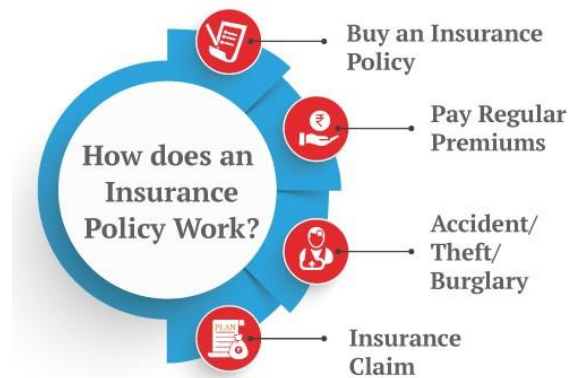 How does an
Insurance
Policy Work?
Buy an Insurance
Policy
₹
Pay Regular
Premiums
Accident/
Theft/
Burglary
PLAN
₹
Insurance
Claim